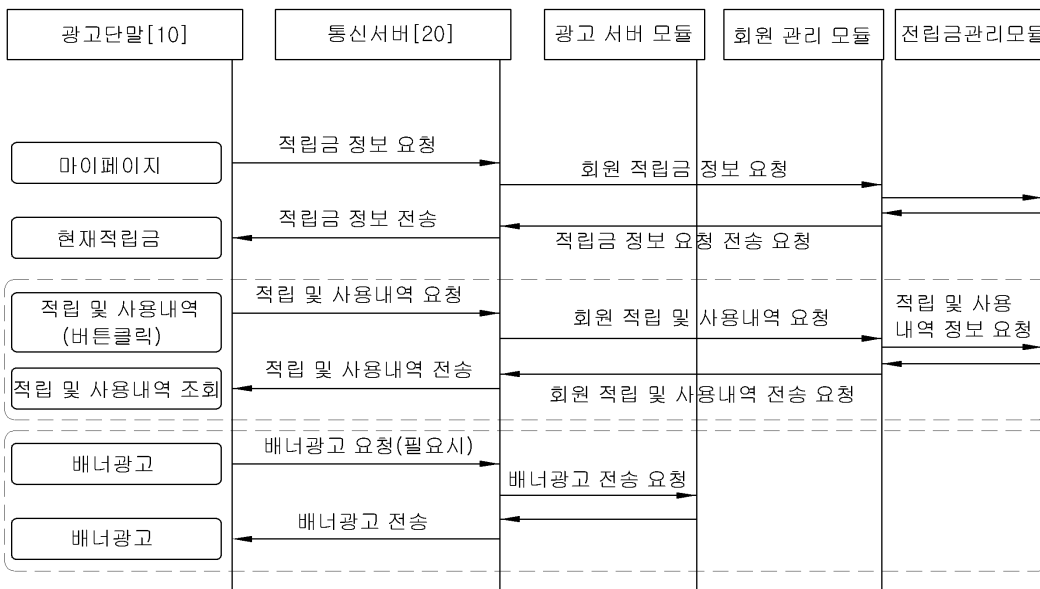 광고단말[10]
통신서버[20]
광고 서버 모듈
회원 관리 모듈
전립금관리모듈
마이페이지
적립금 정보 요청
회원 적립금 정보 요청
현재적립금
적립금 정보 전송
적립금 정보 요청 전송 요청
적립 및 사용내역
(버튼클릭)
적립 및 사용내역 요청
회원 적립 및 사용내역 요청
적립 및 사용
내역 정보 요청
적립 및 사용내역 조회
적립 및 사용내역 전송
회원 적립 및 사용내역 전송 요청
배너광고
배너광고 요청(필요시)
배너광고 전송 요청
배너광고
배너광고 전송